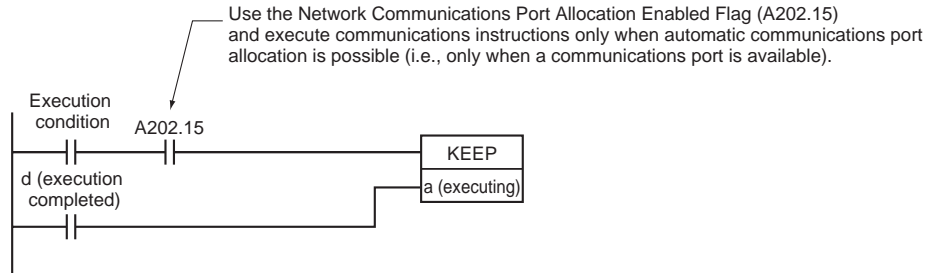 Use the Network Communications Port Allocation Enabled Flag (A202.15)
and execute communications instructions only when automatic communications port
allocation is possible (i.e., only when a communications port is available).
Execution
condition
A202.15
KEEP
a (executing)
d (execution
completed)